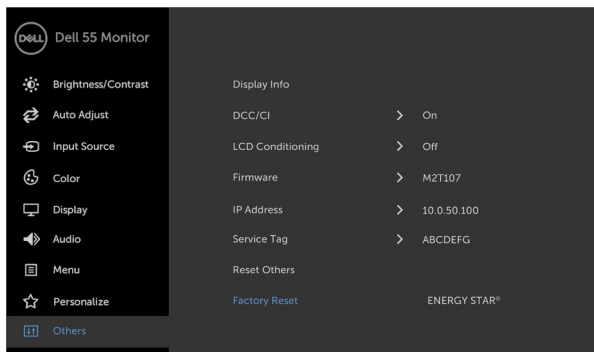 DELL Dell 55 Monitor
Brightness/Contrast Display Info
Auto Adjust DCC/CI > On
Input Source LCD Conditioning > Off
Color Firmware > M2T107
Display IP Address > 10.0.50.100
Audio Service Tag > ABCDEFG
Menu Reset Others
Personalize Factory Reset ENERGY STAR®
Others